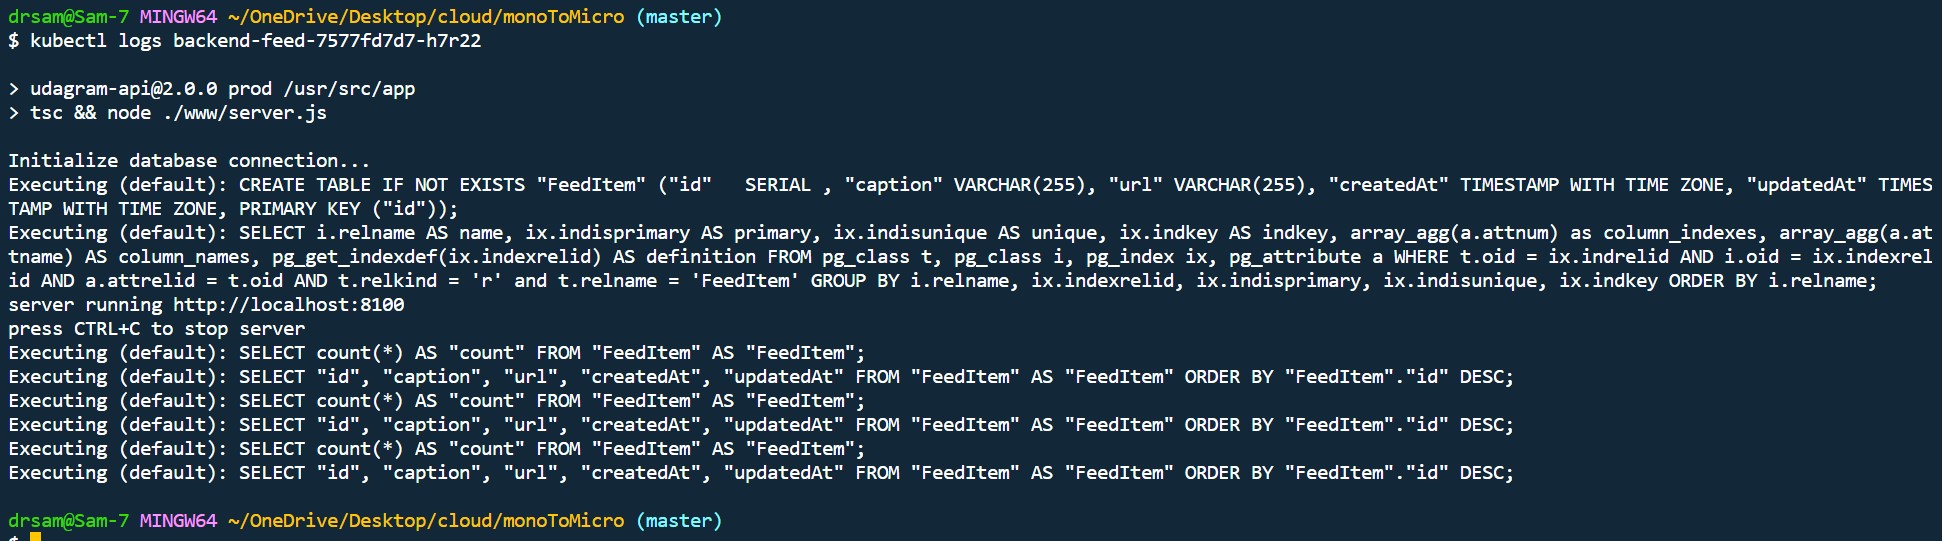 drsam@Sam-7 MINGW64 ~/OneDrive/Desktop/cloud/monoToMicro (master)
$ kubectl logs backend-feed-7577fd7d7-h7r22
> udagram-api@2.0.0 prod /usr/src/app
> tsc && node ./www/server.js
Initialize database connection...
Executing (default): CREATE TABLE IF NOT EXISTS "FeedItem" ("id"   SERIAL , "caption" VARCHAR(255), "url" VARCHAR(255), "createdAt" TIMESTAMP WITH TIME ZONE, "updatedAt" TIMES
TAMP WITH TIME ZONE, PRIMARY KEY ("id"));
Executing (default): SELECT i.relname AS name, ix.indisprimary AS primary, ix.indisunique AS unique, ix.indkey AS indkey, array_agg(a.attnum) as column_indexes, array_agg(a.at
tname) AS column_names, pg_get_indexdef(ix.indexrelid) AS definition FROM pg_class t, pg_class i, pg_index ix, pg_attribute a WHERE t.oid = ix.indrelid AND i.oid = ix.indexrel
id AND a.attrelid = t.oid AND t.relkind = 'r' and t.relname = 'FeedItem' GROUP BY i.relname, ix.indexrelid, ix.indisprimary, ix.indisunique, ix.indkey ORDER BY i.relname;
server running http://localhost:8100
press CTRL+C to stop server
Executing (default): SELECT count(*) AS "count" FROM "FeedItem" AS "FeedItem";
Executing (default): SELECT "id", "caption", "url", "createdAt", "updatedAt" FROM "FeedItem" AS "FeedItem" ORDER BY "FeedItem"."id" DESC;
Executing (default): SELECT count(*) AS "count" FROM "FeedItem" AS "FeedItem";
Executing (default): SELECT "id", "caption", "url", "createdAt", "updatedAt" FROM "FeedItem" AS "FeedItem" ORDER BY "FeedItem"."id" DESC;
Executing (default): SELECT count(*) AS "count" FROM "FeedItem" AS "FeedItem";
Executing (default): SELECT "id", "caption", "url", "createdAt", "updatedAt" FROM "FeedItem" AS "FeedItem" ORDER BY "FeedItem"."id" DESC;
drsam@Sam-7 MINGW64 ~/OneDrive/Desktop/cloud/monoToMicro (master)
$